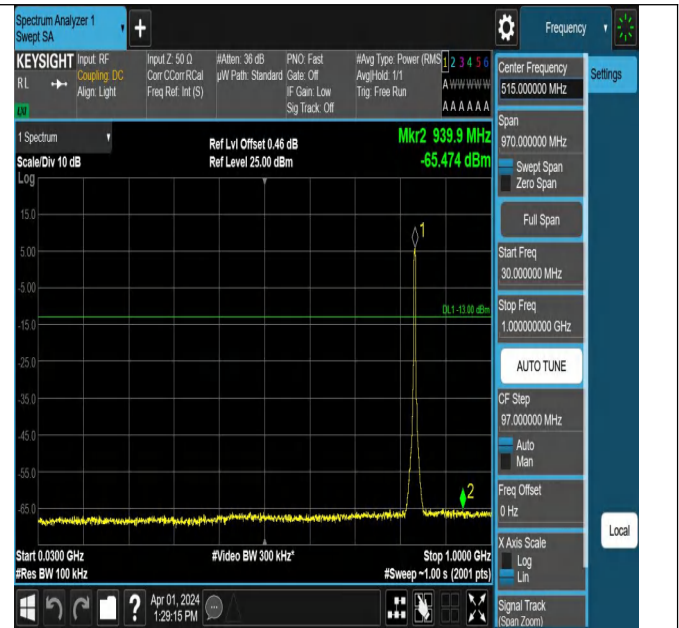 Spectrum Analyzer 1
Swept SA
+
Frequency
KEYSIGHT
RL
LXI
Input: RF
Coupling: DC
Align: Light
Input Z: 50 Ω
Corr CCorr RCal
Freq Ref: Int (S)
#Atten: 36 dB
µW Path: Standard
PNO: Fast
Gate: Off
IF Gain: Low
Sig Track: Off
#Avg Type: Power (RMS
Avg|Hold: 1/1
Trig: Free Run
1 2 3 4 5 6
A W W W W W
A A A A A A
1 Spectrum
Scale/Div 10 dB
Log
Ref Lvl Offset 0.46 dB
Ref Level 25.00 dBm
Mkr2 939.9 MHz
-65.474 dBm
15.0
5.00
-5.00
-15.0
-25.0
-35.0
-45.0
-55.0
-65.0
1
DL1 -13.00 dBm
2
Start 0.0300 GHz
#Res BW 100 kHz
#Video BW 300 kHz*
Stop 1.0000 GHz
#Sweep ~1.00 s (2001 pts)
Apr 01, 2024
1:29:15 PM
?
Center Frequency
515.000000 MHz
Settings
Span
970.000000 MHz
Swept Span
Zero Span
Full Span
Start Freq
30.000000 MHz
Stop Freq
1.000000000 GHz
AUTO TUNE
CF Step
97.000000 MHz
Auto
Man
Freq Offset
0 Hz
X Axis Scale
Log
Lin
Local
Signal Track
(Span Zoom)